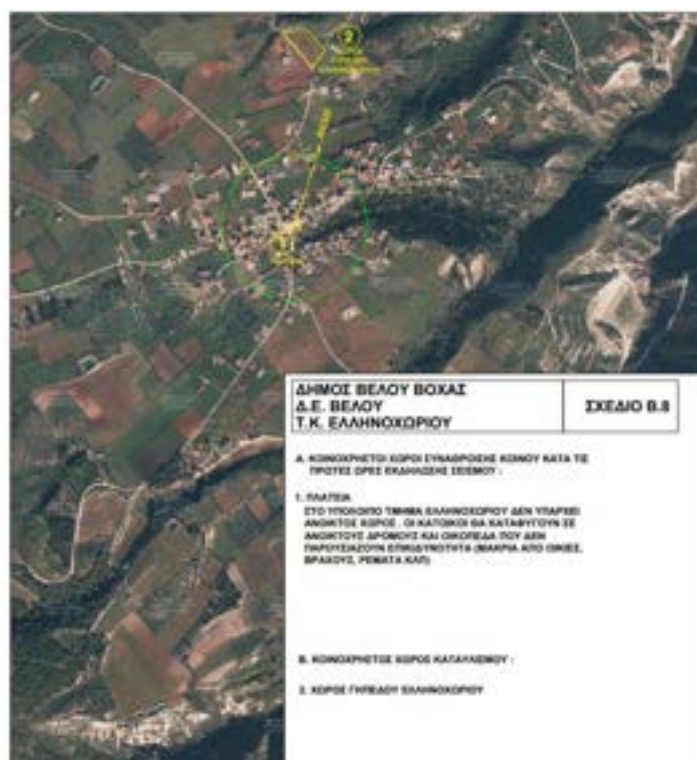 2
1
ΔΗΜΟΣ ΒΕΛΟΥ ΒΟΧΑΣ
Δ.Ε. ΒΕΛΟΥ
Τ.Κ. ΕΛΛΗΝΟΧΩΡΙΟΥ
ΣΧΕΔΙΟ Β.8
Α. ΚΟΙΝΟΧΡΗΣΤΟΙ ΧΩΡΟΙ ΣΥΝΑΘΡΟΙΣΗΣ ΚΟΙΝΟΥ ΚΑΤΑ ΤΙΣ
ΠΡΩΤΕΣ ΩΡΕΣ ΕΚΔΗΛΩΣΗΣ ΣΕΙΣΜΟΥ :
1. ΠΛΑΤΕΙΑ
ΣΤΟ ΥΠΟΛΟΙΠΟ ΤΜΗΜΑ ΕΛΛΗΝΟΧΩΡΙΟΥ ΔΕΝ ΥΠΑΡΧΕΙ
ΑΝΟΙΚΤΟΣ ΧΩΡΟΣ . ΟΙ ΚΑΤΟΙΚΟΙ ΘΑ ΚΑΤΑΦΥΓΟΥΝ ΣΕ
ΑΝΟΙΚΤΟΥΣ ΔΡΟΜΟΥΣ ΚΑΙ ΟΙΚΟΠΕΔΑ ΠΟΥ ΔΕΝ
ΠΑΡΟΥΣΙΑΖΟΥΝ ΕΠΙΚΙΝΔΥΝΟΤΗΤΑ (ΜΑΚΡΙΑ ΑΠΟ ΟΙΚΙΕΣ,
ΒΡΑΧΟΥΣ, ΡΕΜΑΤΑ ΚΛΠ)
Β. ΚΟΙΝΟΧΡΗΣΤΟΣ ΧΩΡΟΣ ΚΑΤΑΥΛΙΣΜΟΥ :
2. ΧΩΡΟΣ ΓΗΠΕΔΟΥ ΕΛΛΗΝΟΧΩΡΙΟΥ